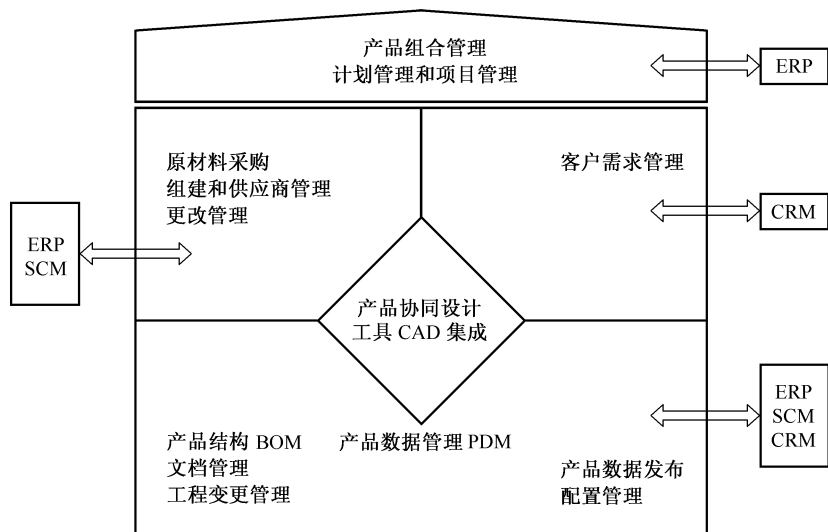 产品组合管理
计划管理和项目管理
ERP
原材料采购
组建和供应商管理
更改管理
客户需求管理
CRM
ERP
SCM
产品协同设计
工具 CAD 集成
产品结构 BOM
文档管理
工程变更管理
产品数据管理 PDM
产品数据发布
配置管理
ERP
SCM
CRM